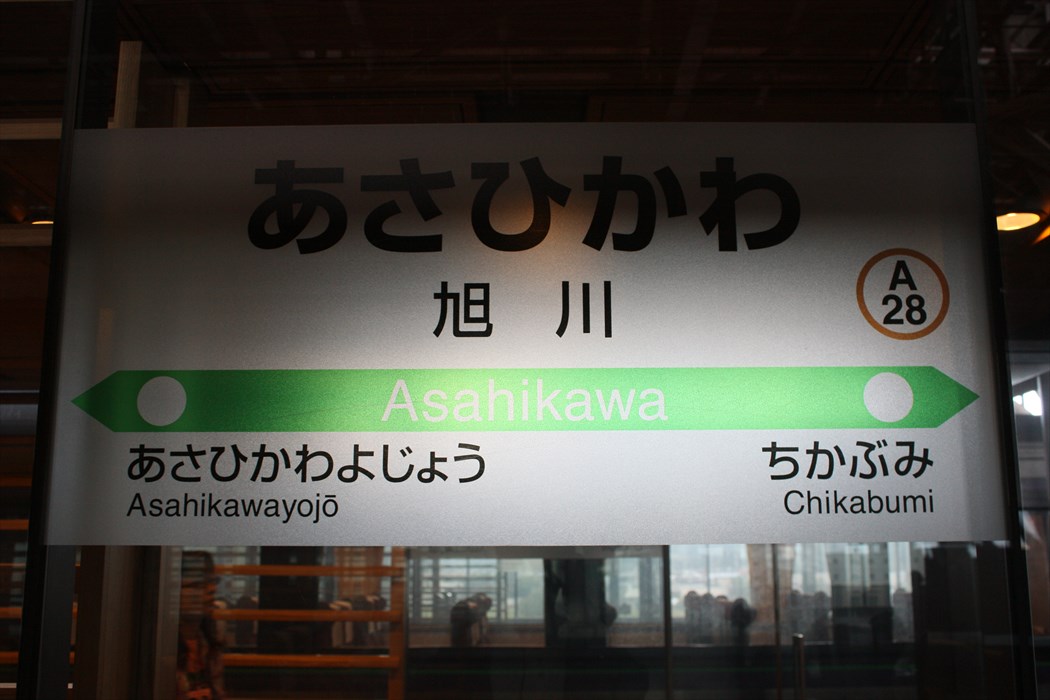 あさひかわ
旭 川
A
28
Asahikawa
あさひかわよじょう
Asahikawayojō
ちかぶみ
Chikabumi